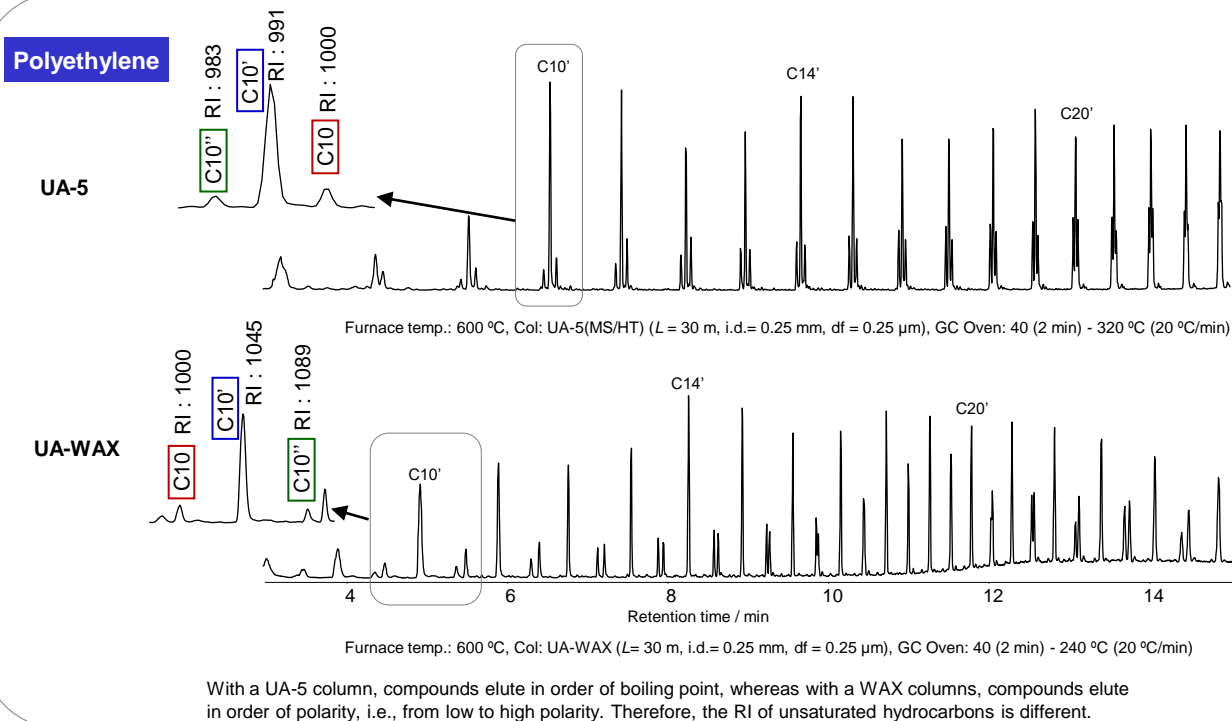 Polyethylene
UA-5
C10’’ RI : 983
C10’ RI : 991
C10 RI : 1000
C10’
C14’
C20’
Furnace temp.: 600 ºC, Col: UA-5(MS/HT) (L = 30 m, i.d.= 0.25 mm, df = 0.25 µm), GC Oven: 40 (2 min) - 320 ºC (20 ºC/min)
UA-WAX
C10 RI : 1000
C10’ RI : 1045
C10’’ RI : 1089
C10’
C14’
C20’
4 6 8 10 12 14
Retention time / min
Furnace temp.: 600 ºC, Col: UA-WAX (L= 30 m, i.d.= 0.25 mm, df = 0.25 µm), GC Oven: 40 (2 min) - 240 ºC (20 ºC/min)
With a UA-5 column, compounds elute in order of boiling point, whereas with a WAX columns, compounds elute
in order of polarity, i.e., from low to high polarity. Therefore, the RI of unsaturated hydrocarbons is different.